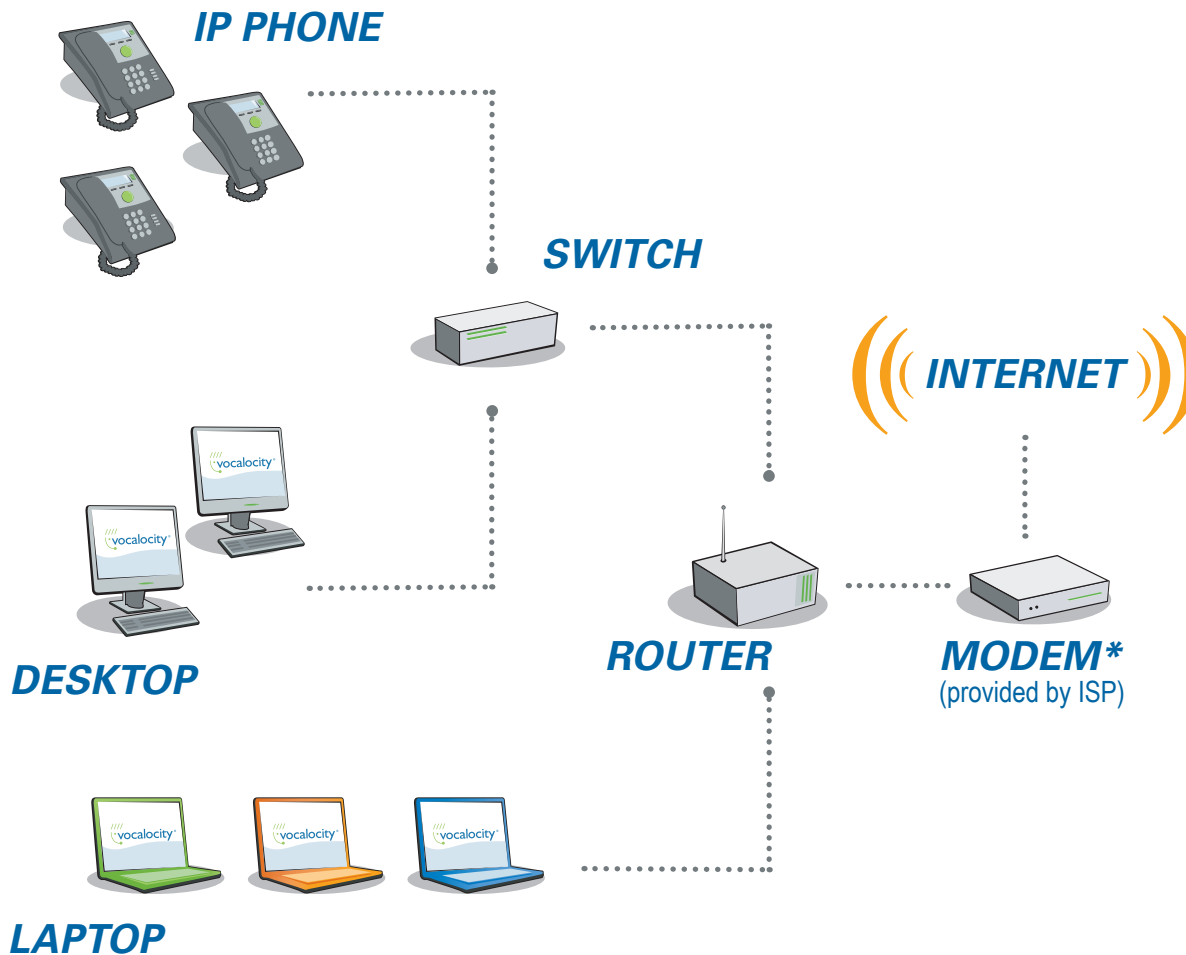 IP PHONE
SWITCH
INTERNET
vocalocity
vocalocity
DESKTOP
ROUTER
MODEM*
(provided by ISP)
vocalocity
vocalocity
vocalocity
LAPTOP